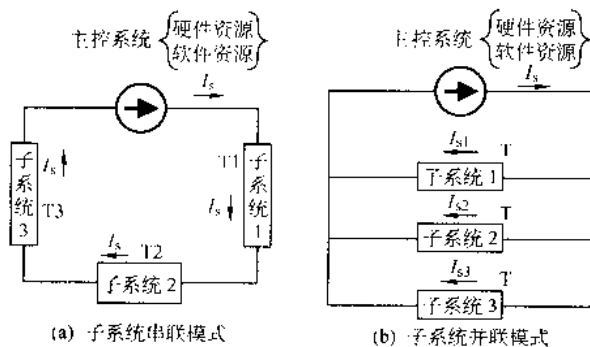 主控系统 {硬件资源
软件资源}
Is
子系统3
Is
T3
T1
子系统1
Is
Is
T2
子系统2
(a) 子系统串联模式
主控系统 {硬件资源
软件资源}
Is
Is1 T
子系统1
Is2 T
子系统2
Is3 T
子系统3
(b) 子系统并联模式